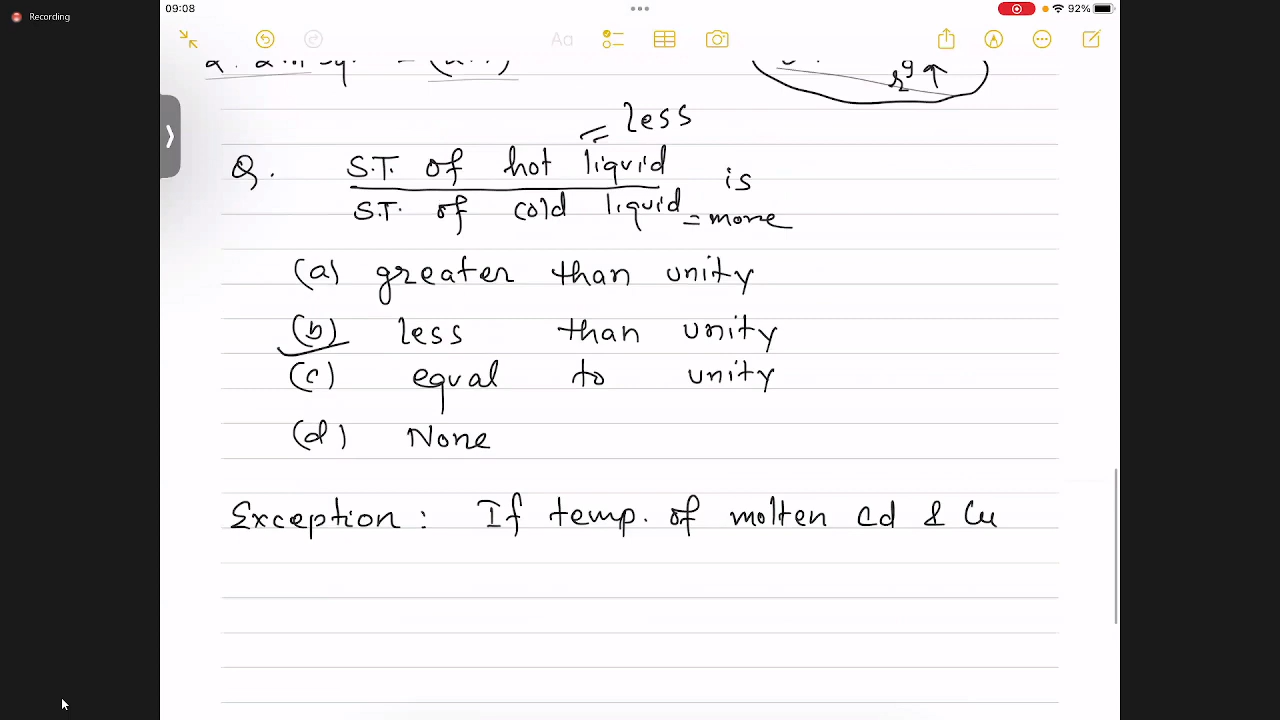 Recording
09:08
92%
Aa
less
Q. S.T. of hot liquid
is
S.T. of cold liquid = more
(a) greater than unity
(b) less than unity
(c) equal to unity
(d) None
Exception : If temp. of molten Cd & Cu